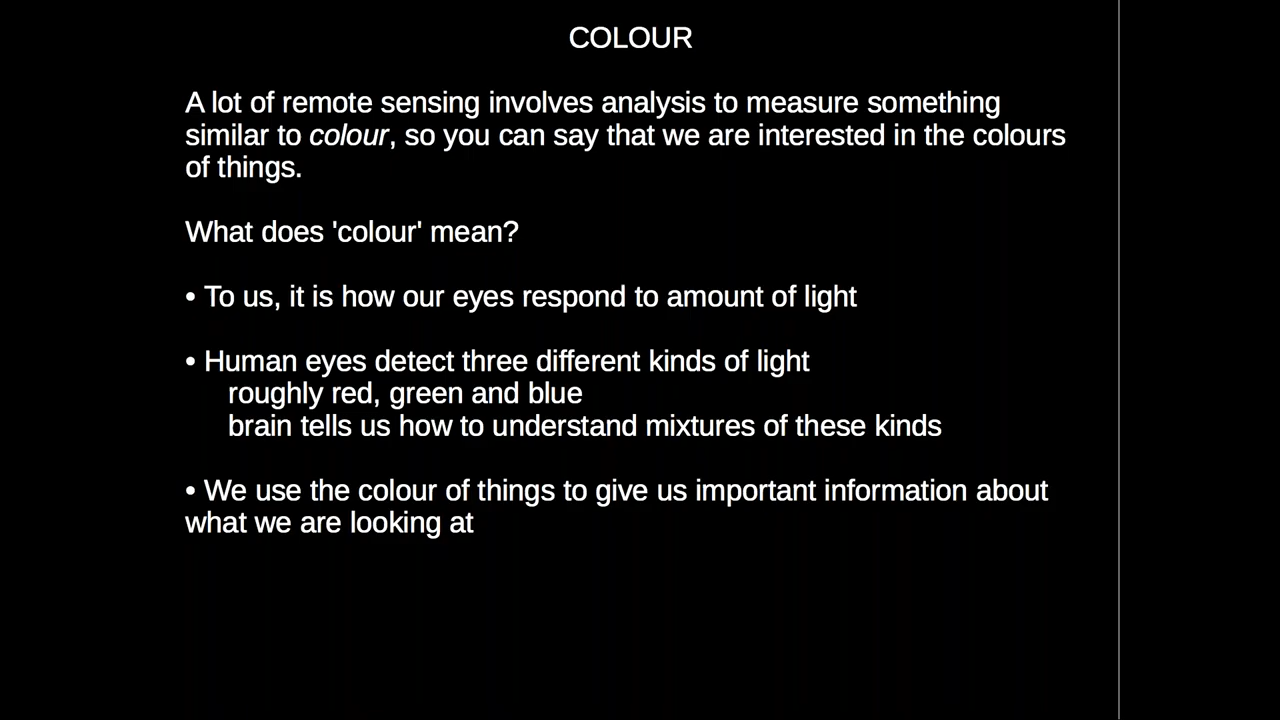 COLOUR
A lot of remote sensing involves analysis to measure something
similar to colour, so you can say that we are interested in the colours
of things.
What does 'colour' mean?
• To us, it is how our eyes respond to amount of light
• Human eyes detect three different kinds of light
roughly red, green and blue
brain tells us how to understand mixtures of these kinds
• We use the colour of things to give us important information about
what we are looking at